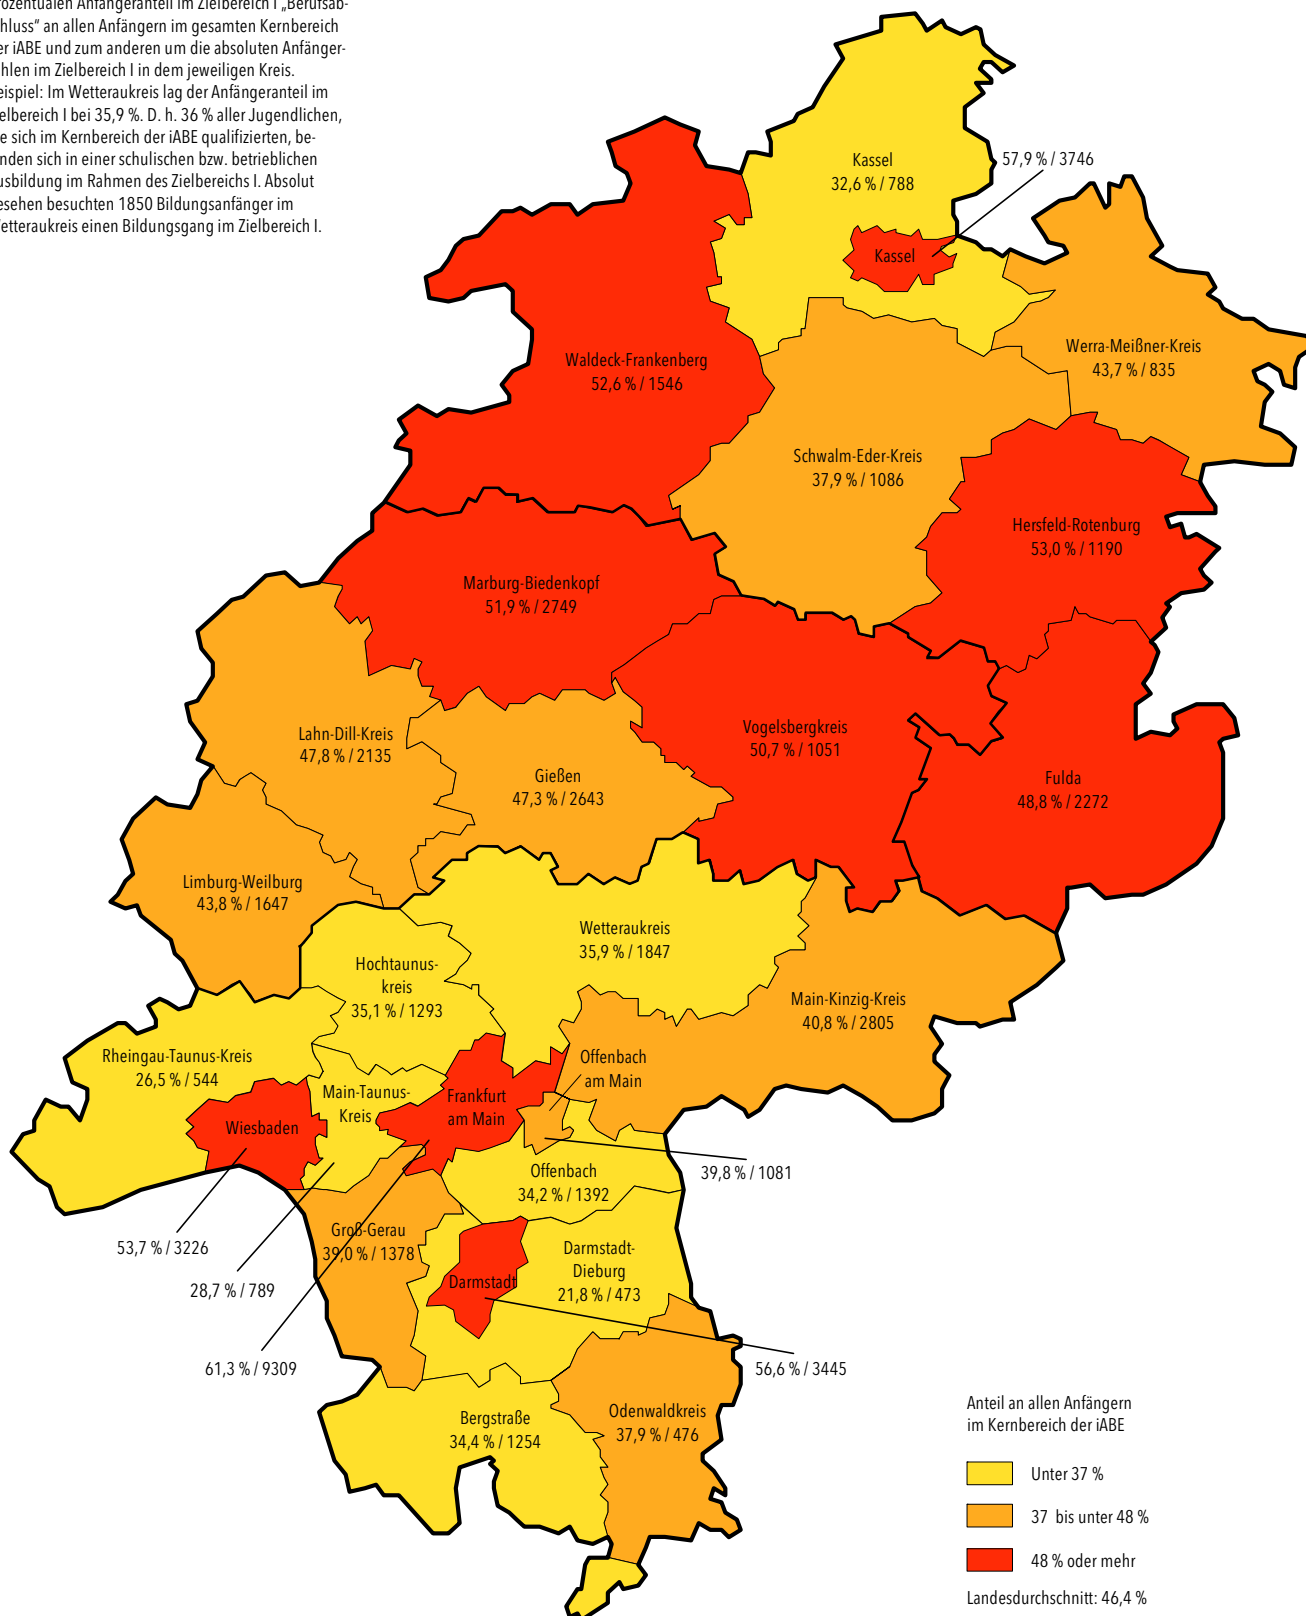 rozentualen Anfängeranteil im Zielbereich I „Berufsab-
chluss“ an allen Anfängern im gesamten Kernbereich
er iABE und zum anderen um die absoluten Anfänger-
hlen im Zielbereich I in dem jeweiligen Kreis.
eispiel: Im Wetteraukreis lag der Anfängeranteil im
elbereich I bei 35,9 %. D. h. 36 % aller Jugendlichen,
e sich im Kernbereich der iABE qualifizierten, be-
nden sich in einer schulischen bzw. betrieblichen
usbildung im Rahmen des Zielbereichs I. Absolut
esehen besuchten 1850 Bildungsanfänger im
etteraukreis einen Bildungsgang im Zielbereich I.
Kassel
32,6 % / 788
57,9 % / 3746
Kassel
Waldeck-Frankenberg
52,6 % / 1546
Werra-Meißner-Kreis
43,7 % / 835
Schwalm-Eder-Kreis
37,9 % / 1086
Hersfeld-Rotenburg
53,0 % / 1190
Marburg-Biedenkopf
51,9 % / 2749
Lahn-Dill-Kreis
47,8 % / 2135
Gießen
47,3 % / 2643
Vogelsbergkreis
50,7 % / 1051
Fulda
48,8 % / 2272
Limburg-Weilburg
43,8 % / 1647
Wetteraukreis
35,9 % / 1847
Hochtaunus-
kreis
35,1 % / 1293
Main-Kinzig-Kreis
40,8 % / 2805
Rheingau-Taunus-Kreis
26,5 % / 544
Main-Taunus-
Kreis
Frankfurt
am Main
Offenbach
am Main
Wiesbaden
39,8 % / 1081
Offenbach
34,2 % / 1392
53,7 % / 3226
28,7 % / 789
Groß-Gerau
39,0 % / 1378
Darmstadt-
Dieburg
21,8 % / 473
Darmstadt
61,3 % / 9309
56,6 % / 3445
Bergstraße
34,4 % / 1254
Odenwaldkreis
37,9 % / 476
Anteil an allen Anfängern
im Kernbereich der iABE
Unter 37 %
37 bis unter 48 %
48 % oder mehr
Landesdurchschnitt: 46,4 %